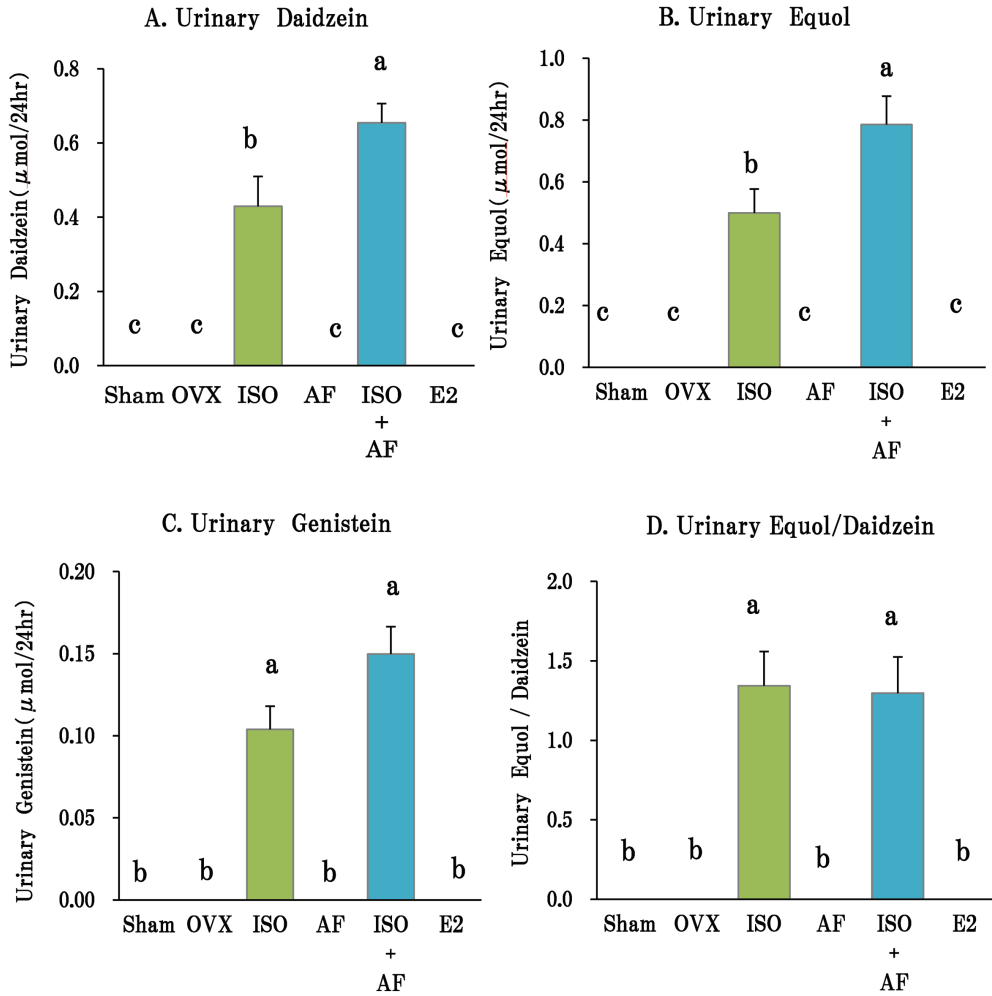 A. Urinary Daidzein
Urinary Daidzein(μmol/24hr)
0.8
0.6
0.4
0.2
0.0
c
c
b
c
a
c
Sham OVX ISO AF ISO E2
+
AF
B. Urinary Equol
Urinary Equol(μmol/24hr)
1.0
0.8
0.6
0.4
0.2
0.0
c
c
b
c
a
c
Sham OVX ISO AF ISO E2
+
AF
C. Urinary Genistein
Urinary Genistein(μmol/24hr)
0.20
0.15
0.10
0.05
0.00
b
b
a
b
a
b
Sham OVX ISO AF ISO E2
+
AF
D. Urinary Equol/Daidzein
Urinary Equol / Daidzein
2.0
1.5
1.0
0.5
0.0
b
b
a
b
a
b
Sham OVX ISO AF ISO E2
+
AF